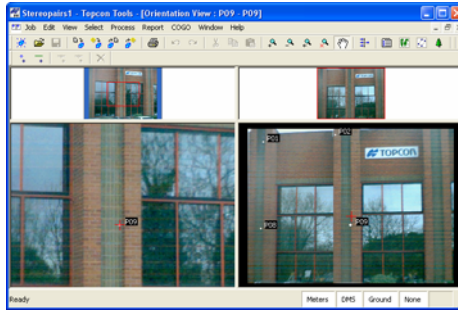 Stereopairs1 - Topcon Tools - [Orientation View : P09 - P09]
Job Edit View Select Process Report COGO Window Help
TOPCON
P01
P02
TOPCON
P09
P08
P09
Ready
Meters DMS Ground None